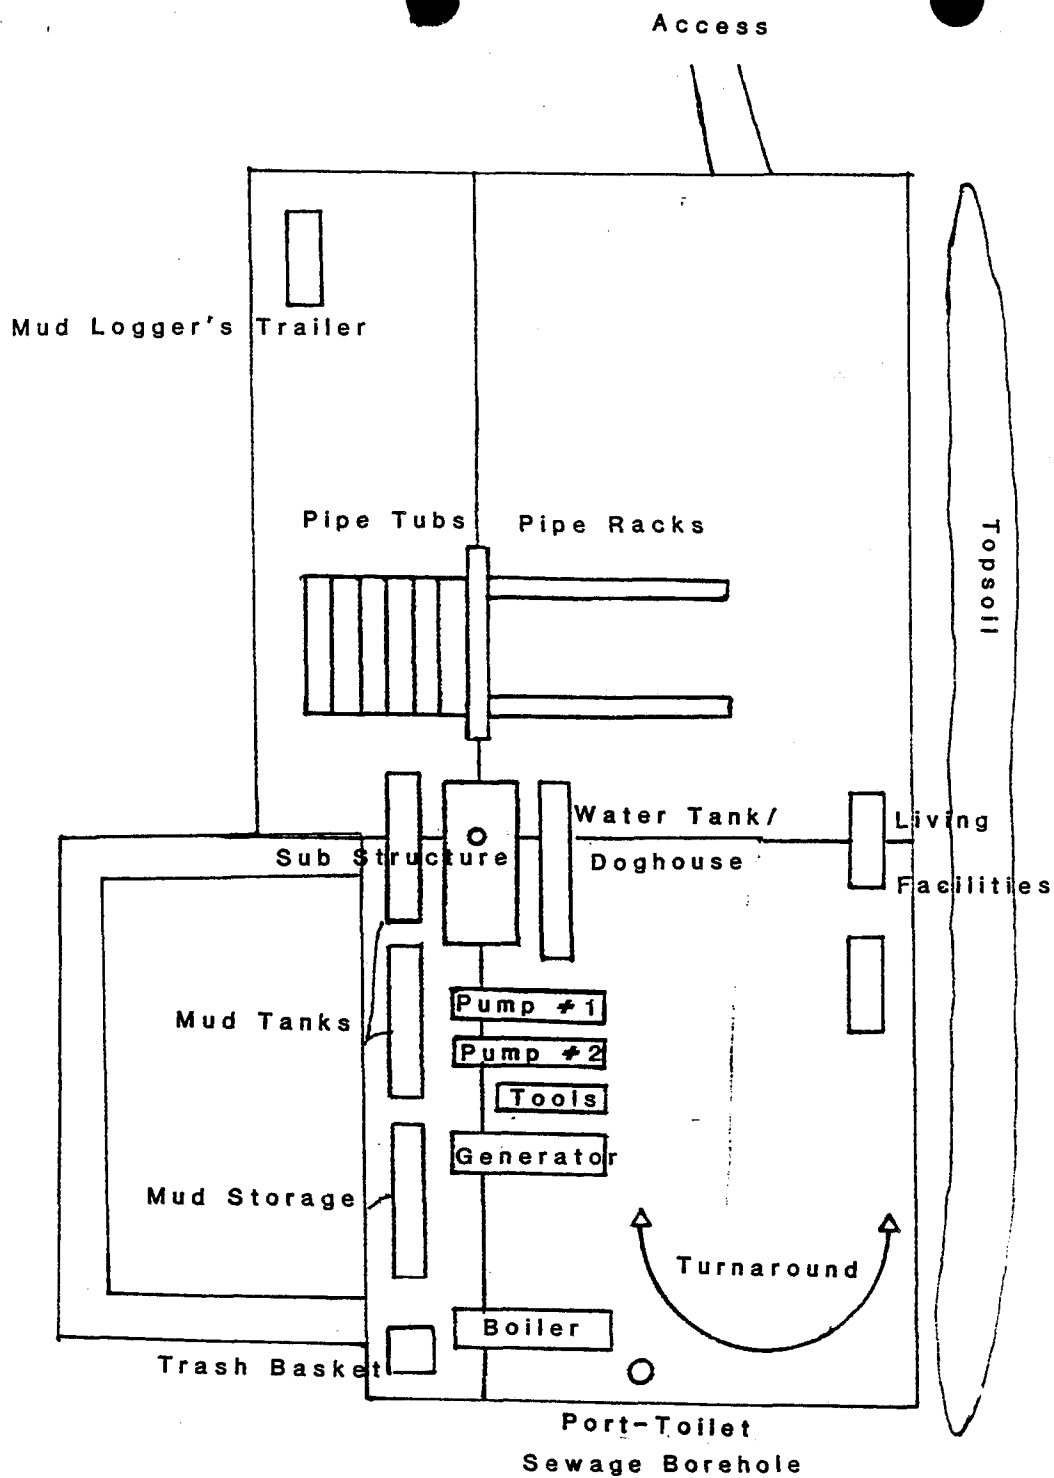 Access
Mud Logger's Trailer
Pipe Tubs
Pipe Racks
Topsoil
Water Tank/
Doghouse
Living
Facilities
Sub Structure
Pump #1
Mud Tanks
Pump #2
Tools
Generator
Mud Storage
Turnaround
Boiler
Trash Basket
Port-Toilet
Sewage Borehole